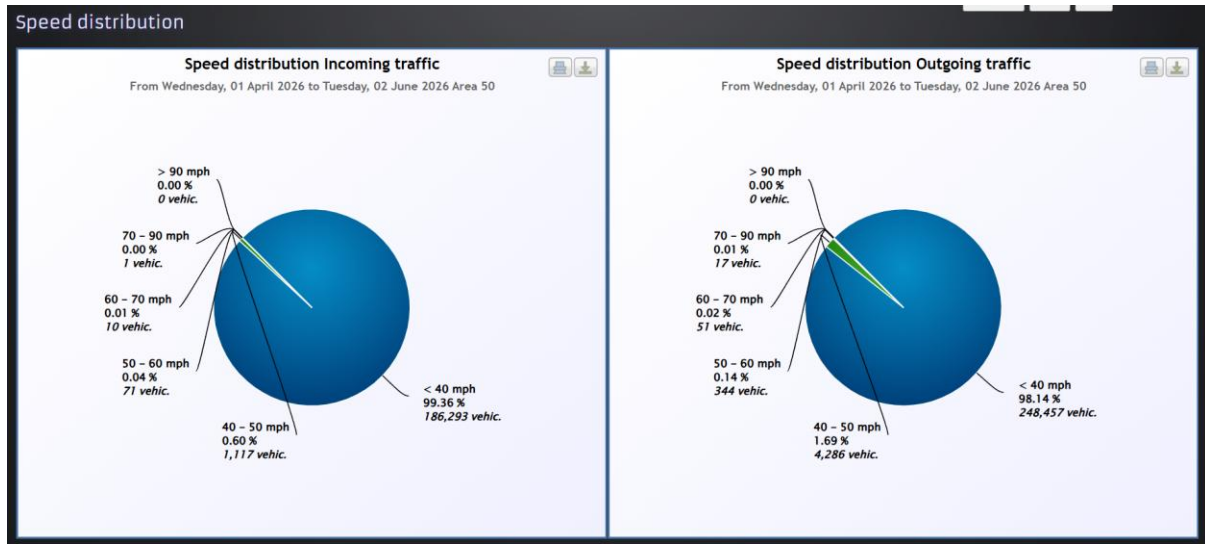 Speed distribution
Speed distribution Incoming traffic
From Wednesday, 01 April 2026 to Tuesday, 02 June 2026 Area 50
> 90 mph
0.00 %
0 vehic.
70 – 90 mph
0.00 %
1 vehic.
60 – 70 mph
0.01 %
10 vehic.
50 – 60 mph
0.04 %
71 vehic.
40 – 50 mph
0.60 %
1,117 vehic.
< 40 mph
99.36 %
186,293 vehic.
Speed distribution Outgoing traffic
From Wednesday, 01 April 2026 to Tuesday, 02 June 2026 Area 50
> 90 mph
0.00 %
0 vehic.
70 – 90 mph
0.01 %
17 vehic.
60 – 70 mph
0.02 %
51 vehic.
50 – 60 mph
0.14 %
344 vehic.
40 – 50 mph
1.69 %
4,286 vehic.
< 40 mph
98.14 %
248,457 vehic.